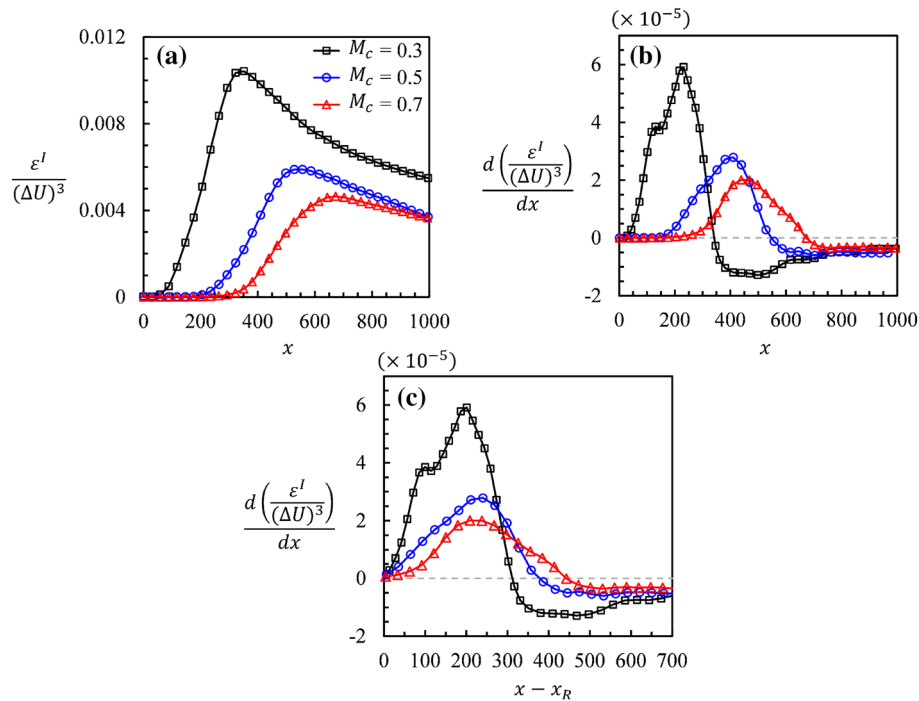 (× 10⁻⁵)
0.012
(a)
M_c = 0.3
M_c = 0.5
M_c = 0.7
0.008
0.004
0
ε^I
(ΔU)³
0 200 400 600 800 1000
x
(b)
6
4
2
0
-2
d(ε^I/(ΔU)³)
dx
0 200 400 600 800 1000
x
(× 10⁻⁵)
(c)
6
4
2
0
-2
d(ε^I/(ΔU)³)
dx
0 100 200 300 400 500 600 700
x − x_R